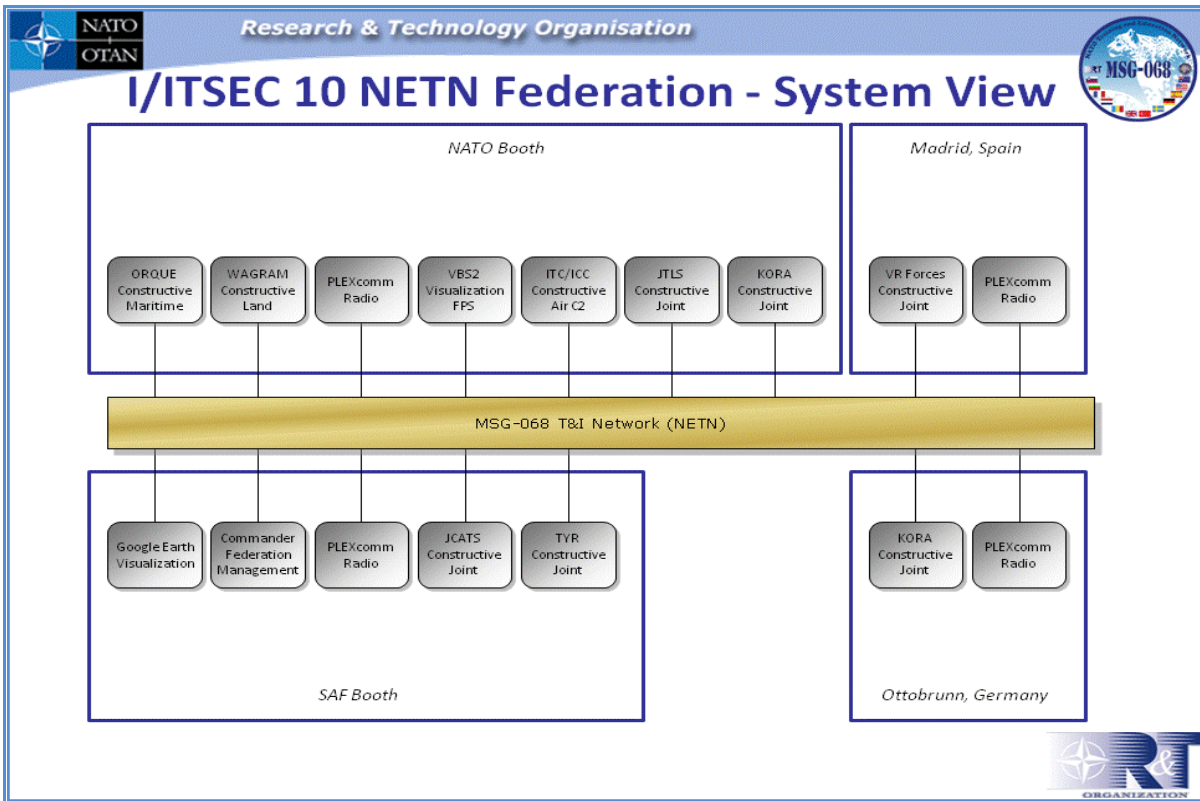 NATO
+
OTAN
Research & Technology Organisation
MSG-068
I/ITSEC 10 NETN Federation - System View
NATO Booth
Madrid, Spain
ORQUE
Constructive
Maritime
WAGRAM
Constructive
Land
PLEXcomm
Radio
VBS2
Visualization
FPS
ITC/ICC
Constructive
Air C2
JTLS
Constructive
Joint
KORA
Constructive
Joint
VR Forces
Constructive
Joint
PLEXcomm
Radio
MSG-068 T&I Network (NETN)
Google Earth
Visualization
Commander
Federation
Management
PLEXcomm
Radio
JCATS
Constructive
Joint
TYR
Constructive
Joint
KORA
Constructive
Joint
PLEXcomm
Radio
SAF Booth
Ottobrunn, Germany
R&T
ORGANIZATION